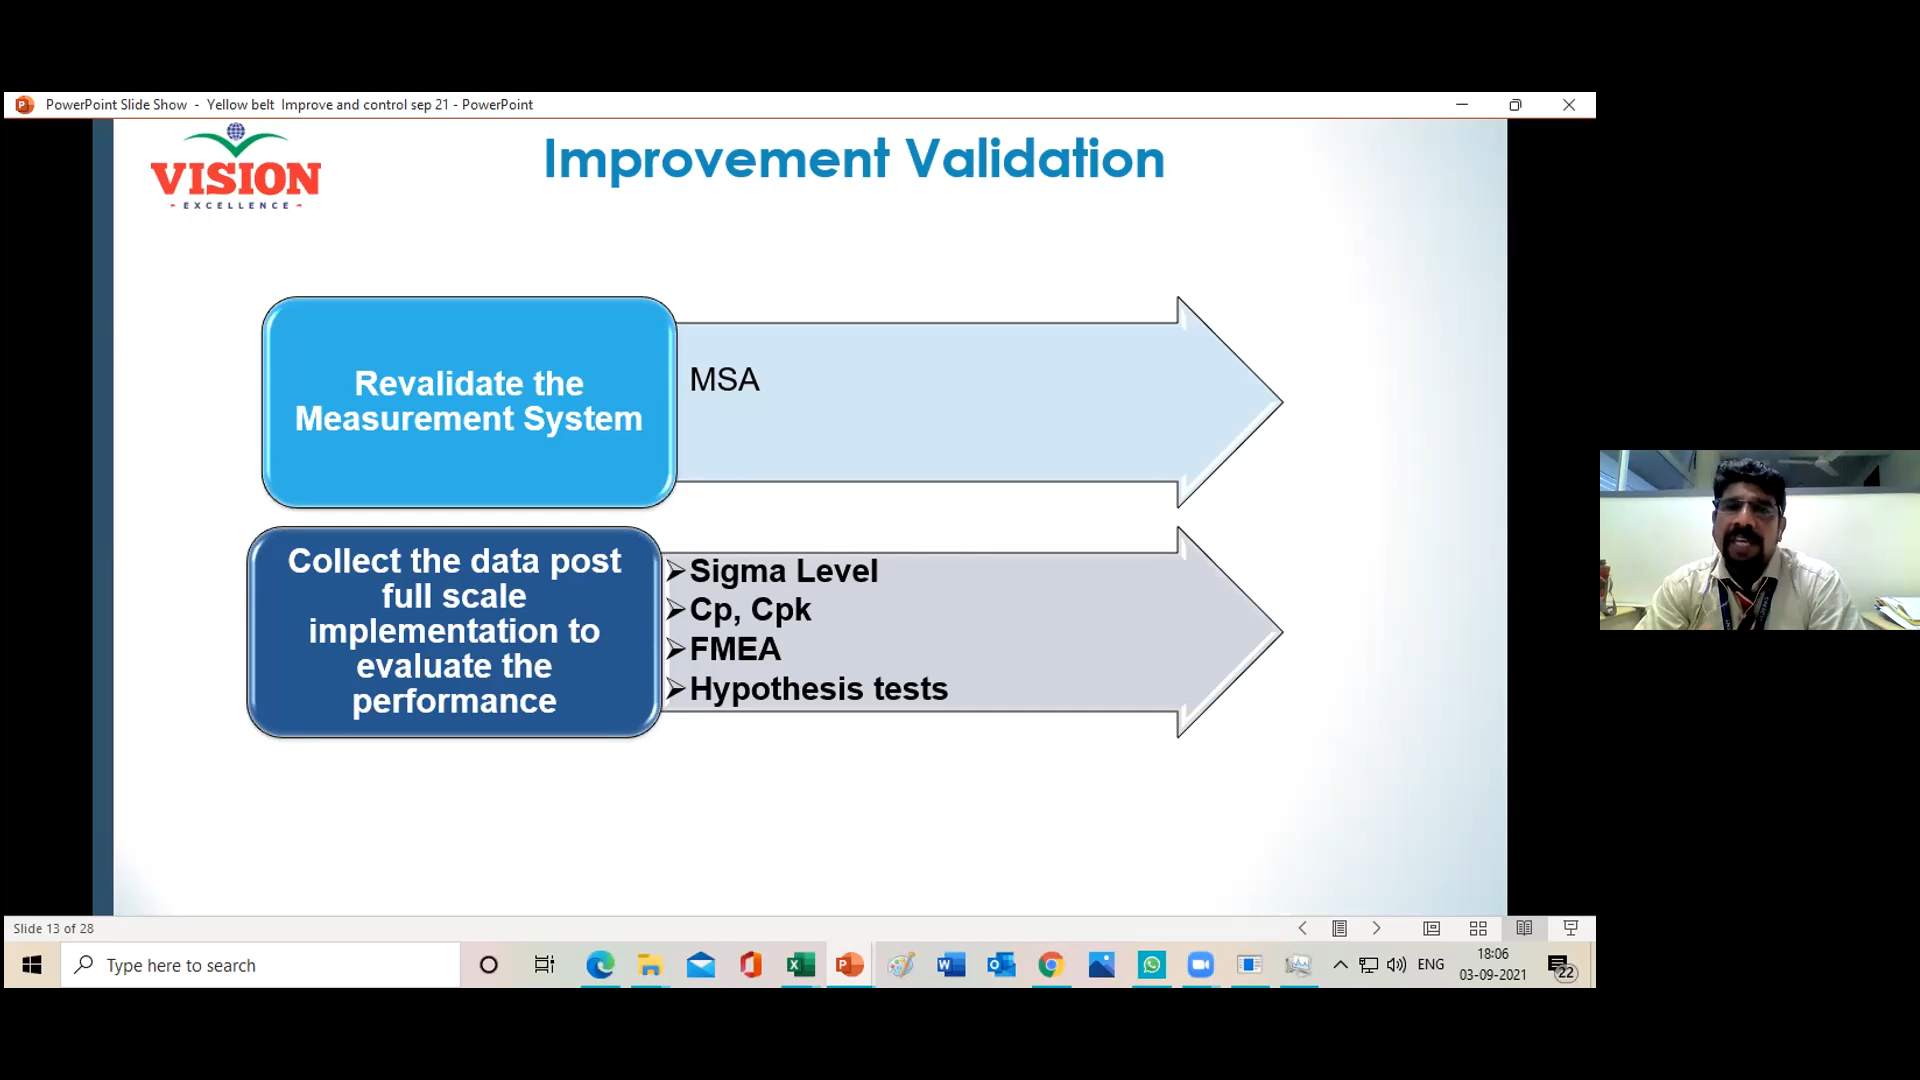 PowerPoint Slide Show - Yellow belt Improve and control sep 21 - PowerPoint
VISION
- EXCELLENCE -
Improvement Validation
Revalidate the
Measurement System
MSA
Collect the data post
full scale
implementation to
evaluate the
performance
➢Sigma Level
➢Cp, Cpk
➢FMEA
➢Hypothesis tests
Slide 13 of 28
Type here to search
ENG
18:06
03-09-2021
22